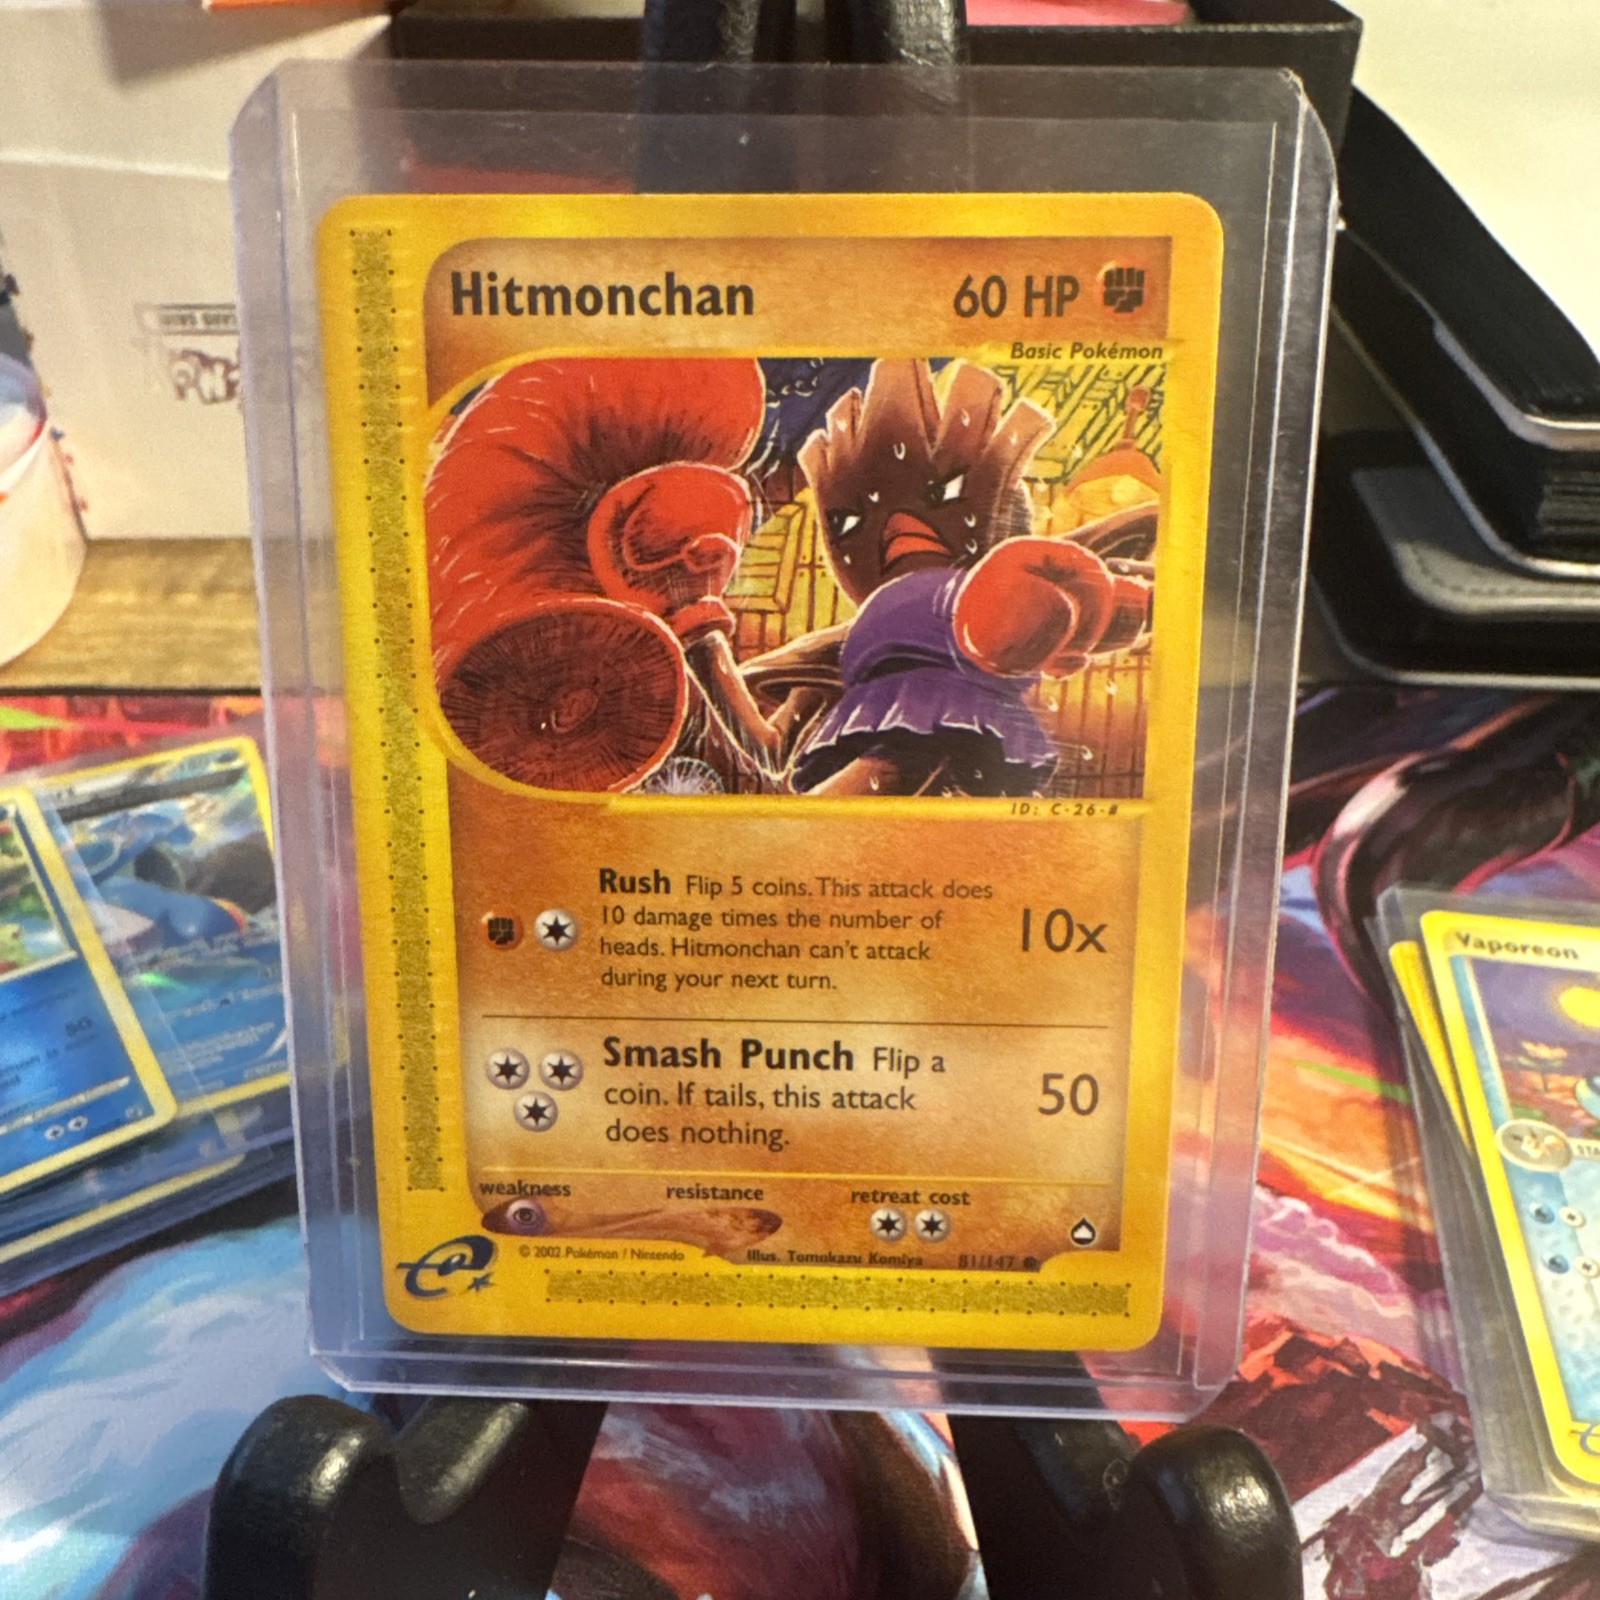 Hitmonchan
60 HP
Basic Pokémon
ID: C-26-#
Rush Flip 5 coins. This attack does
10 damage times the number of
heads. Hitmonchan can't attack
during your next turn.
10x
Smash Punch Flip a
coin. If tails, this attack
does nothing.
50
weakness
resistance
retreat cost
© 2002 Pokémon / Nintendo
Illus. Tomokazu Komiya
81/147
e
Vaporeon
STA
50